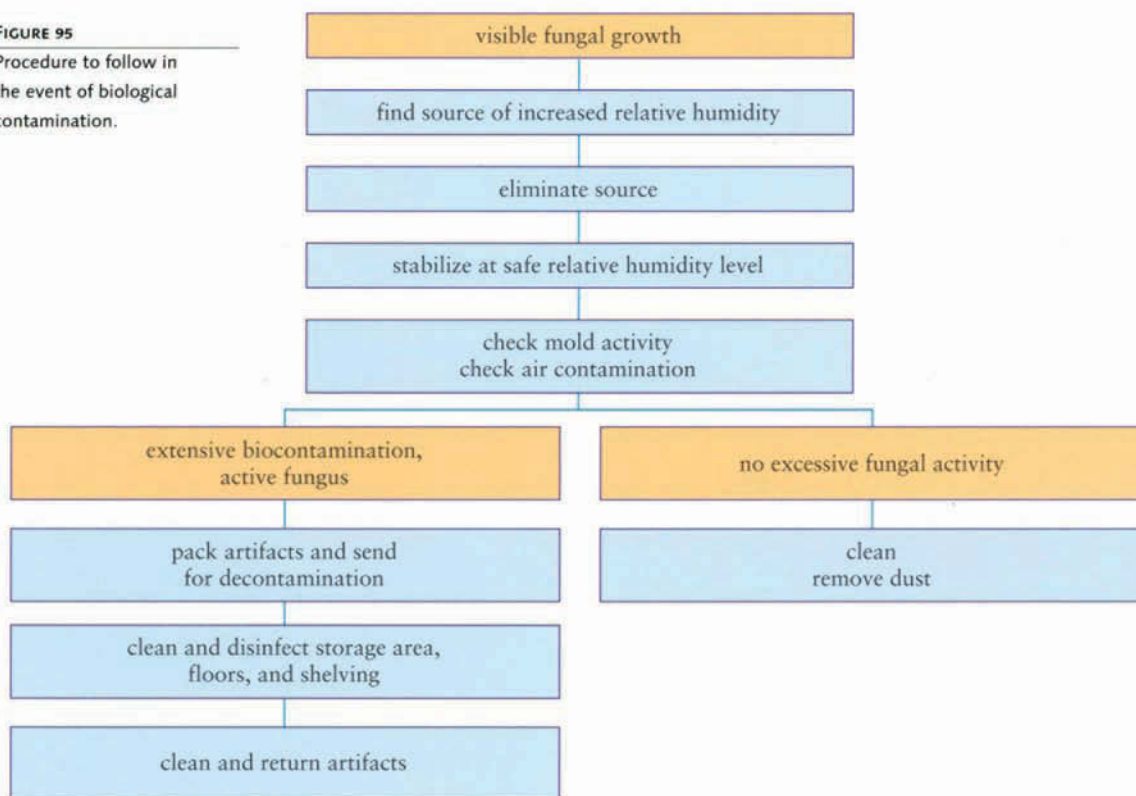 FIGURE 95
Procedure to follow in
the event of biological
contamination.
visible fungal growth
find source of increased relative humidity
eliminate source
stabilize at safe relative humidity level
check mold activity
check air contamination
extensive biocontamination,
active fungus
pack artifacts and send
for decontamination
clean and disinfect storage area,
floors, and shelving
clean and return artifacts
no excessive fungal activity
clean
remove dust